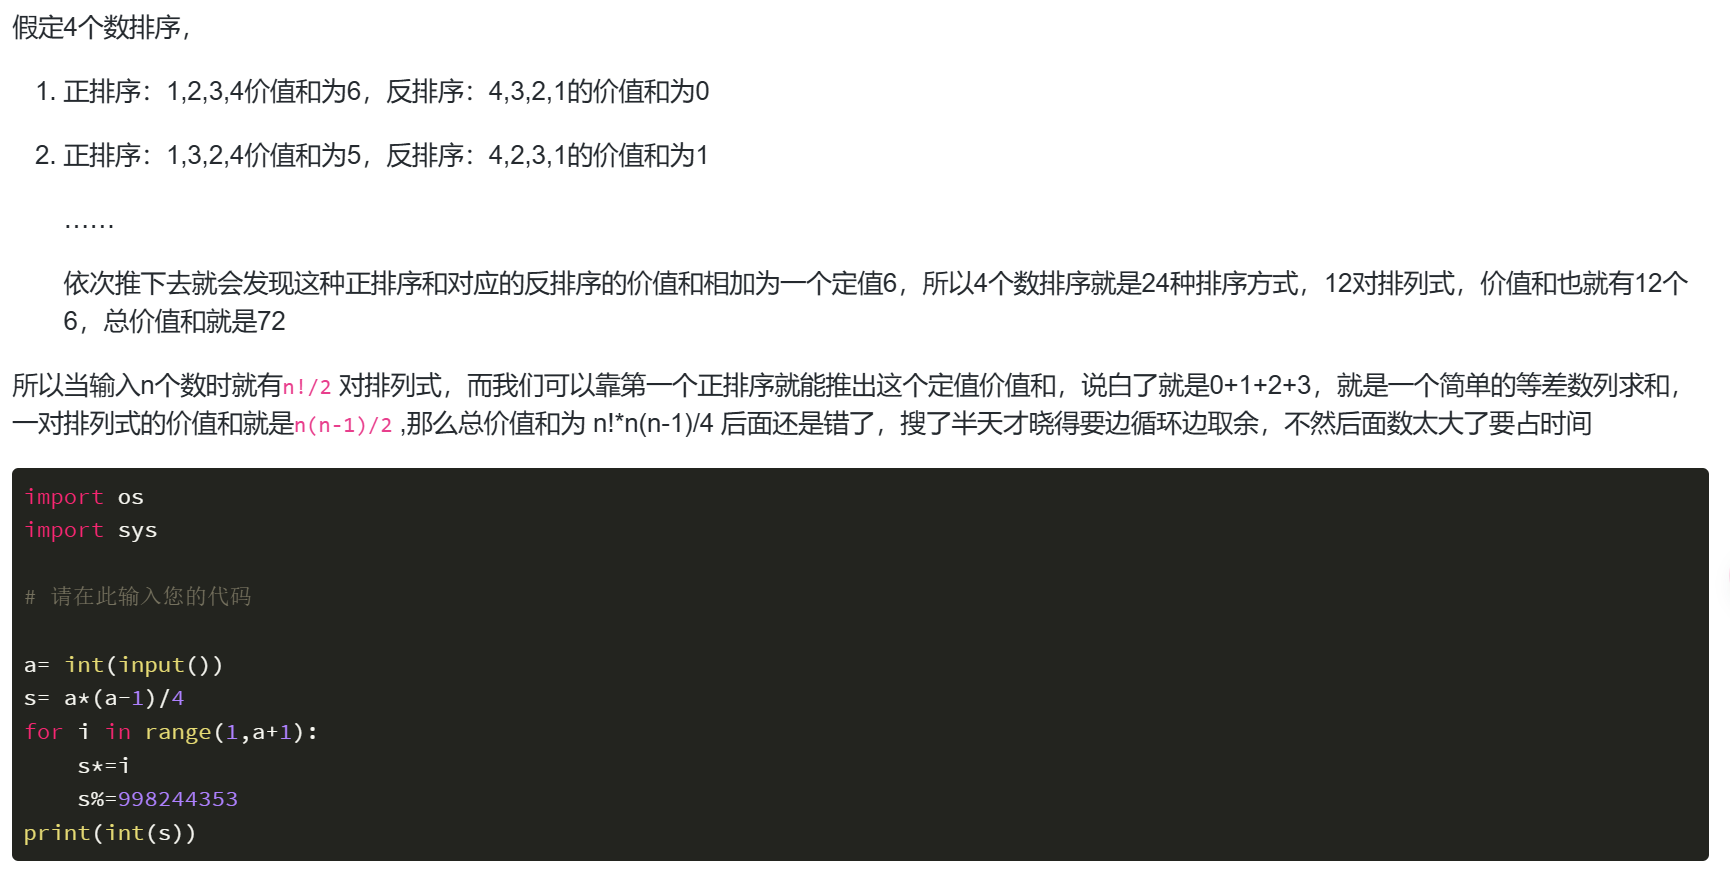 假定4个数排序，
1. 正排序：1,2,3,4价值和为6，反排序：4,3,2,1的价值和为0
2. 正排序：1,3,2,4价值和为5，反排序：4,2,3,1的价值和为1
……
依次推下去就会发现这种正排序和对应的反排序的价值和相加为一个定值6，所以4个数排序就是24种排序方式，12对排列式，价值和也就有12个
6，总价值和就是72
所以当输入n个数时就有n!/2 对排列式，而我们可以靠第一个正排序就能推出这个定值价值和，说白了就是0+1+2+3，就是一个简单的等差数列求和，
一对排列式的价值和就是n(n-1)/2 ,那么总价值和为 n!*n(n-1)/4 后面还是错了，搜了半天才晓得要边循环边取余，不然后面数太大了要占时间
import os
import sys
# 请在此输入您的代码
a= int(input())
s= a*(a-1)/4
for i in range(1,a+1):
    s*=i
    s%=998244353
print(int(s))